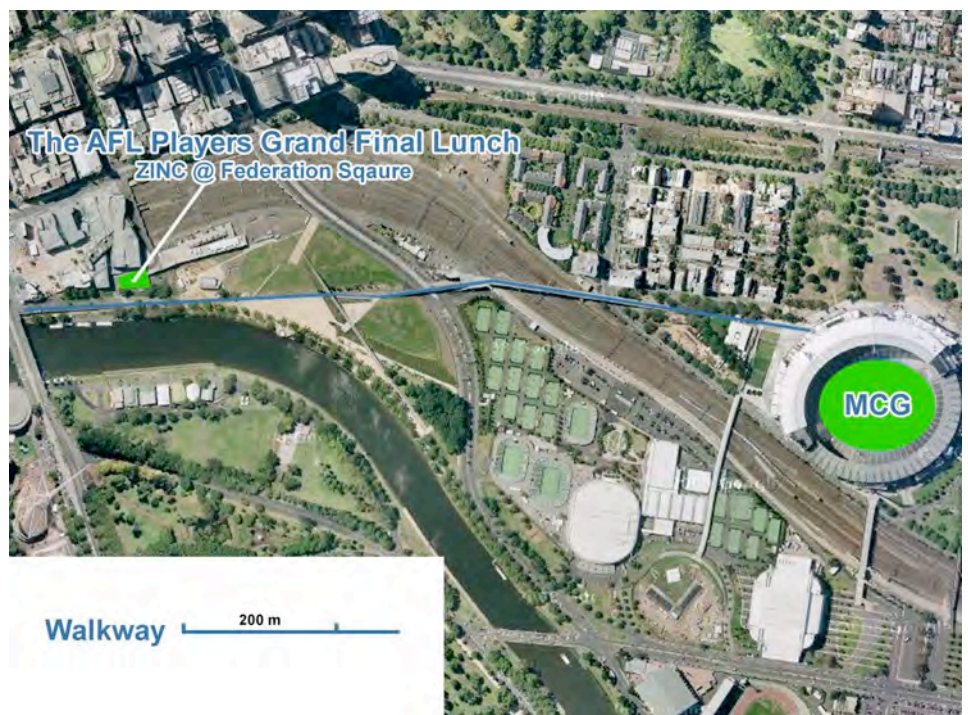 The AFL Players Grand Final Lunch
ZINC @ Federation Sqaure
MCG
Walkway
200 m